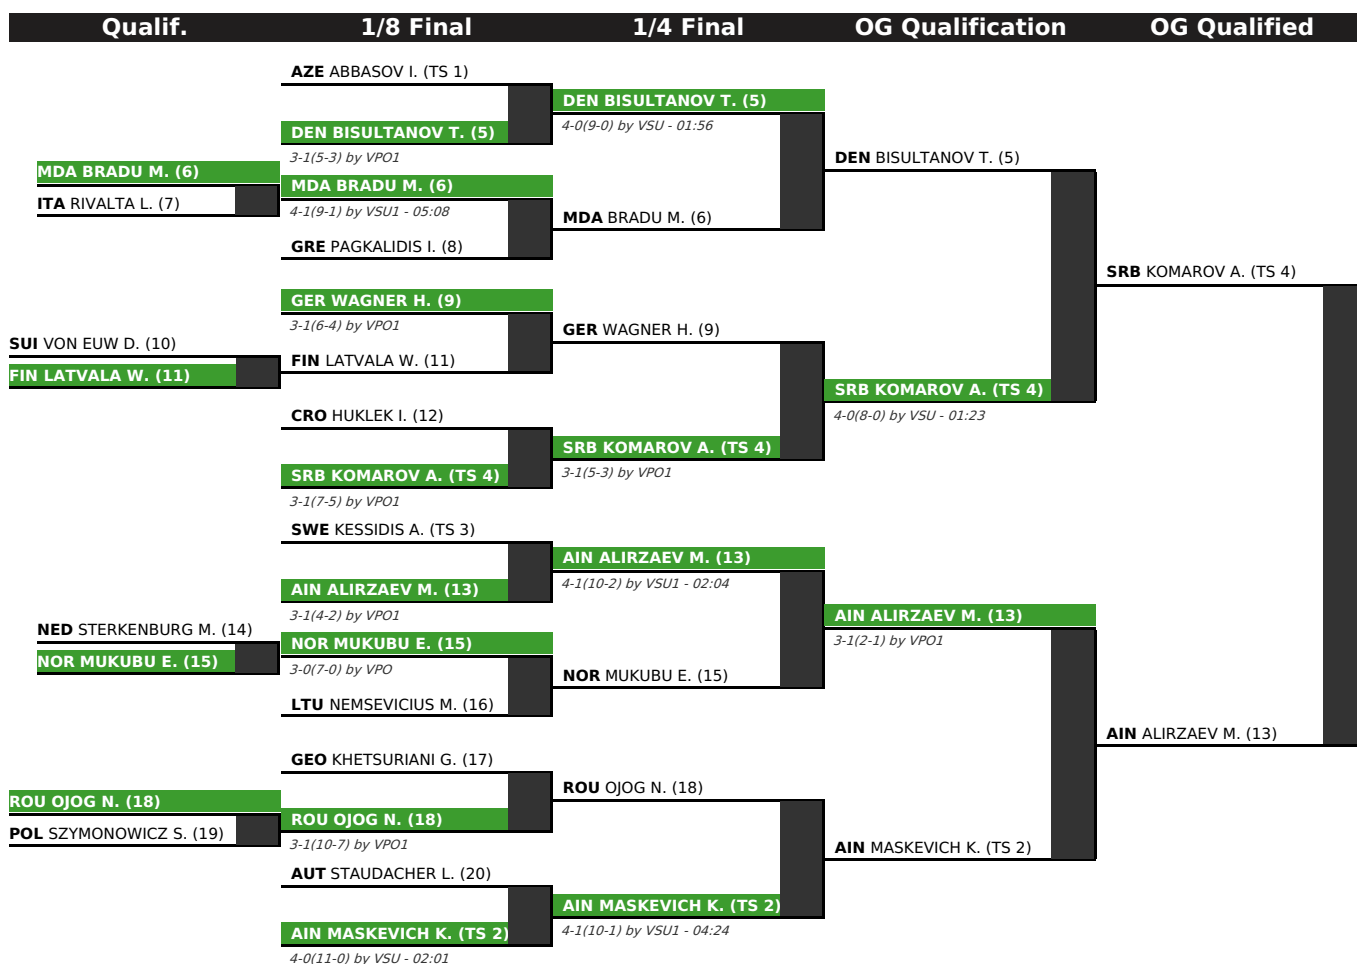 Qualif.
1/8 Final
1/4 Final
OG Qualification
OG Qualified
MDA BRADU M. (6)
ITA RIVALTA L. (7)
SUI VON EUW D. (10)
FIN LATVALA W. (11)
NED STERKENBURG M. (14)
NOR MUKUBU E. (15)
ROU OJOG N. (18)
POL SZYMONOWICZ S. (19)
AZE ABBASOV I. (TS 1)
DEN BISULTANOV T. (5)
3-1(5-3) by VPO1
MDA BRADU M. (6)
4-1(9-1) by VSU1 - 05:08
GRE PAGKALIDIS I. (8)
GER WAGNER H. (9)
3-1(6-4) by VPO1
FIN LATVALA W. (11)
CRO HUKLEK I. (12)
SRB KOMAROV A. (TS 4)
3-1(7-5) by VPO1
SWE KESSIDIS A. (TS 3)
AIN ALIRZAEV M. (13)
3-1(4-2) by VPO1
NOR MUKUBU E. (15)
3-0(7-0) by VPO
LTU NEMSEVICIUS M. (16)
GEO KHETSURIANI G. (17)
ROU OJOG N. (18)
3-1(10-7) by VPO1
AUT STAUDACHER L. (20)
AIN MASKEVICH K. (TS 2)
4-0(11-0) by VSU - 02:01
DEN BISULTANOV T. (5)
4-0(9-0) by VSU - 01:56
MDA BRADU M. (6)
GER WAGNER H. (9)
SRB KOMAROV A. (TS 4)
3-1(5-3) by VPO1
AIN ALIRZAEV M. (13)
4-1(10-2) by VSU1 - 02:04
NOR MUKUBU E. (15)
ROU OJOG N. (18)
AIN MASKEVICH K. (TS 2)
4-1(10-1) by VSU1 - 04:24
DEN BISULTANOV T. (5)
SRB KOMAROV A. (TS 4)
4-0(8-0) by VSU - 01:23
AIN ALIRZAEV M. (13)
3-1(2-1) by VPO1
AIN MASKEVICH K. (TS 2)
SRB KOMAROV A. (TS 4)
AIN ALIRZAEV M. (13)